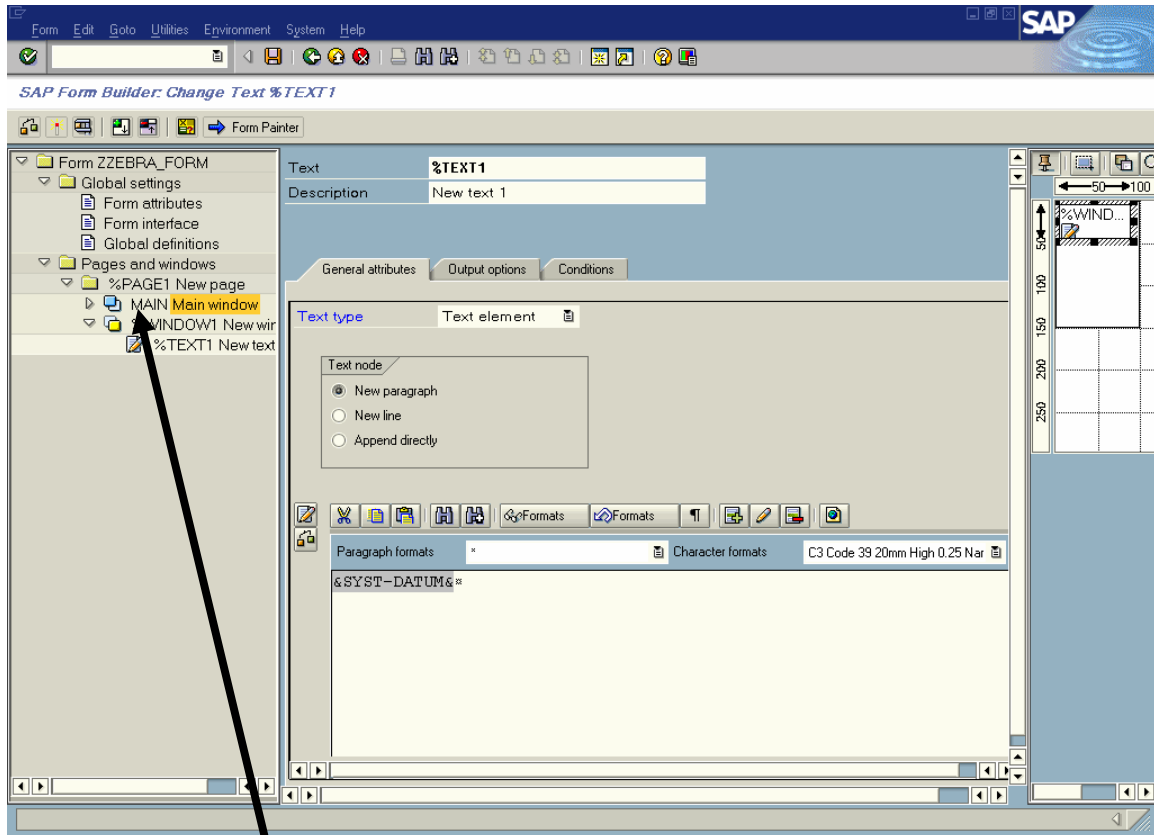 Form Edit Goto Utilities Environment System Help
SAP
SAP Form Builder: Change Text %TEXT1
Form Painter
Form ZZEBRA_FORM
Global settings
Form attributes
Form interface
Global definitions
Pages and windows
%PAGE1 New page
MAIN Main window
%WINDOW1 New wir
%TEXT1 New text
Text %TEXT1
Description New text 1
General attributes Output options Conditions
Text type Text element
Text node
New paragraph
New line
Append directly
Formats Formats
Paragraph formats * Character formats C3 Code 39 20mm High 0.25 Nar
&SYST-DATUM&¤
50 100
%WIND...
50
100
150
200
250